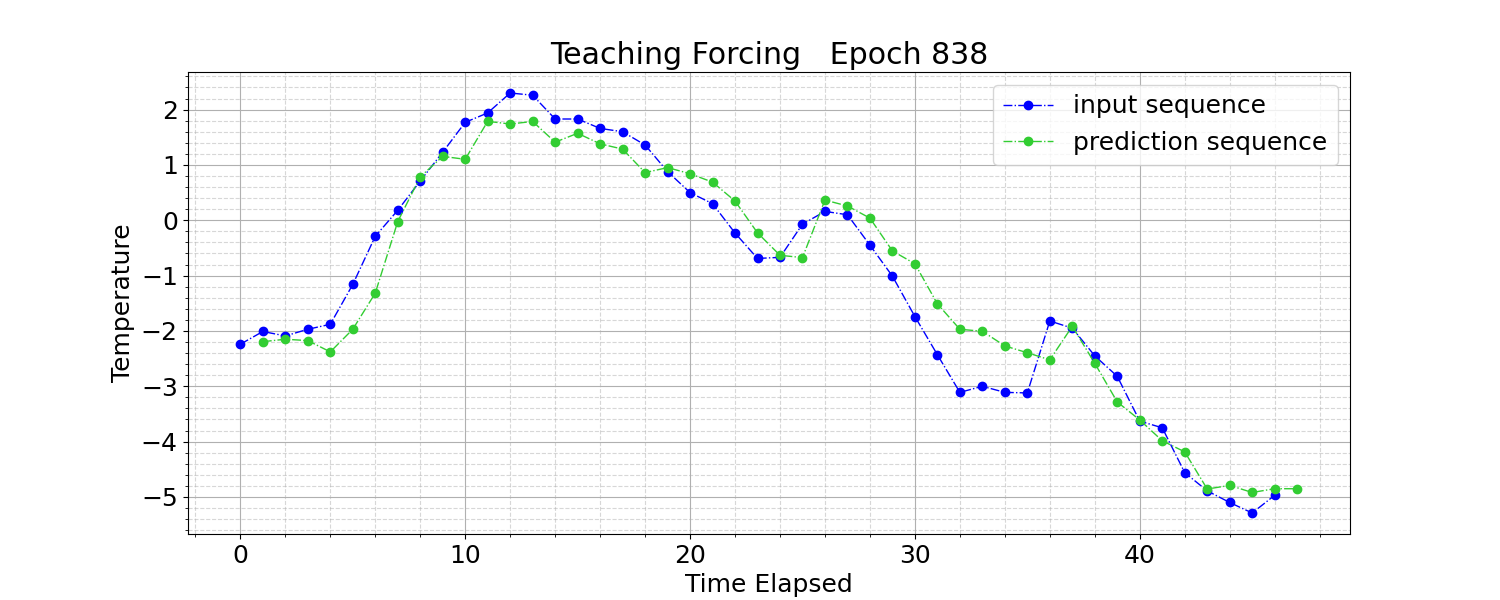 Teaching Forcing   Epoch 838
input sequence
prediction sequence
Temperature
2
1
0
−1
−2
−3
−4
−5
0 10 20 30 40
Time Elapsed